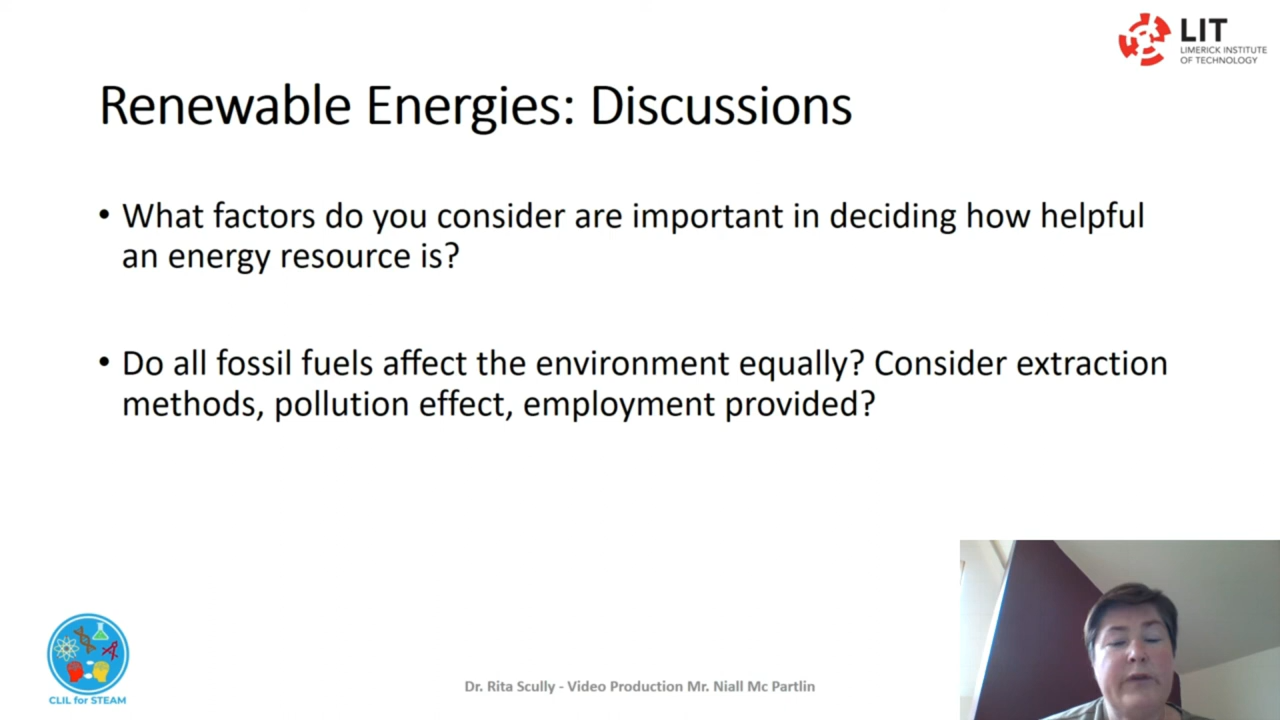 LIT
LIMERICK INSTITUTE
OF TECHNOLOGY
Renewable Energies: Discussions
• What factors do you consider are important in deciding how helpful
an energy resource is?
• Do all fossil fuels affect the environment equally? Consider extraction
methods, pollution effect, employment provided?
CLIL for STEAM
Dr. Rita Scully - Video Production Mr. Niall Mc Partlin